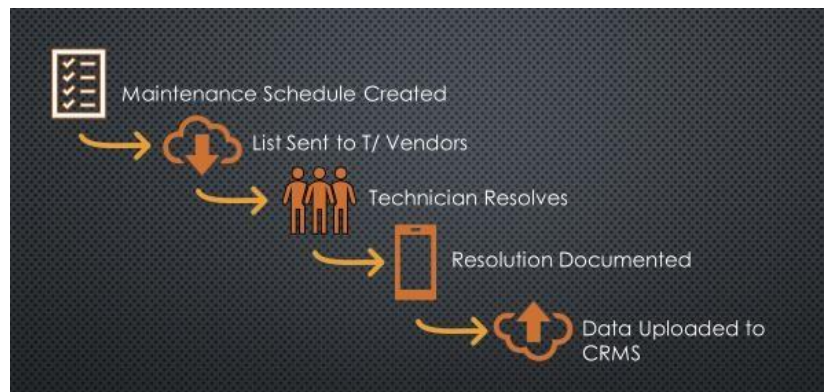 Maintenance Schedule Created
List Sent to T/ Vendors
Technician Resolves
Resolution Documented
Data Uploaded to
CRMS